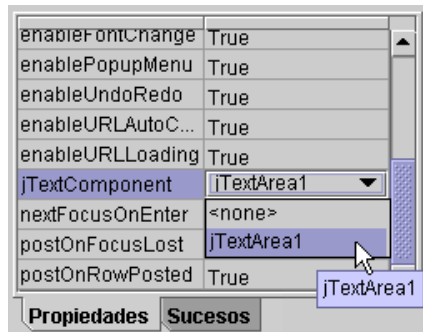 enableFontChange True
enablePopupMenu True
enableUndoRedo True
enableURLAutoC... True
enableURLLoading True
jTextComponent jTextArea1
nextFocusOnEnter <none>
postOnFocusLost jTextArea1
postOnRowPosted True
jTextArea1
Propiedades Sucesos